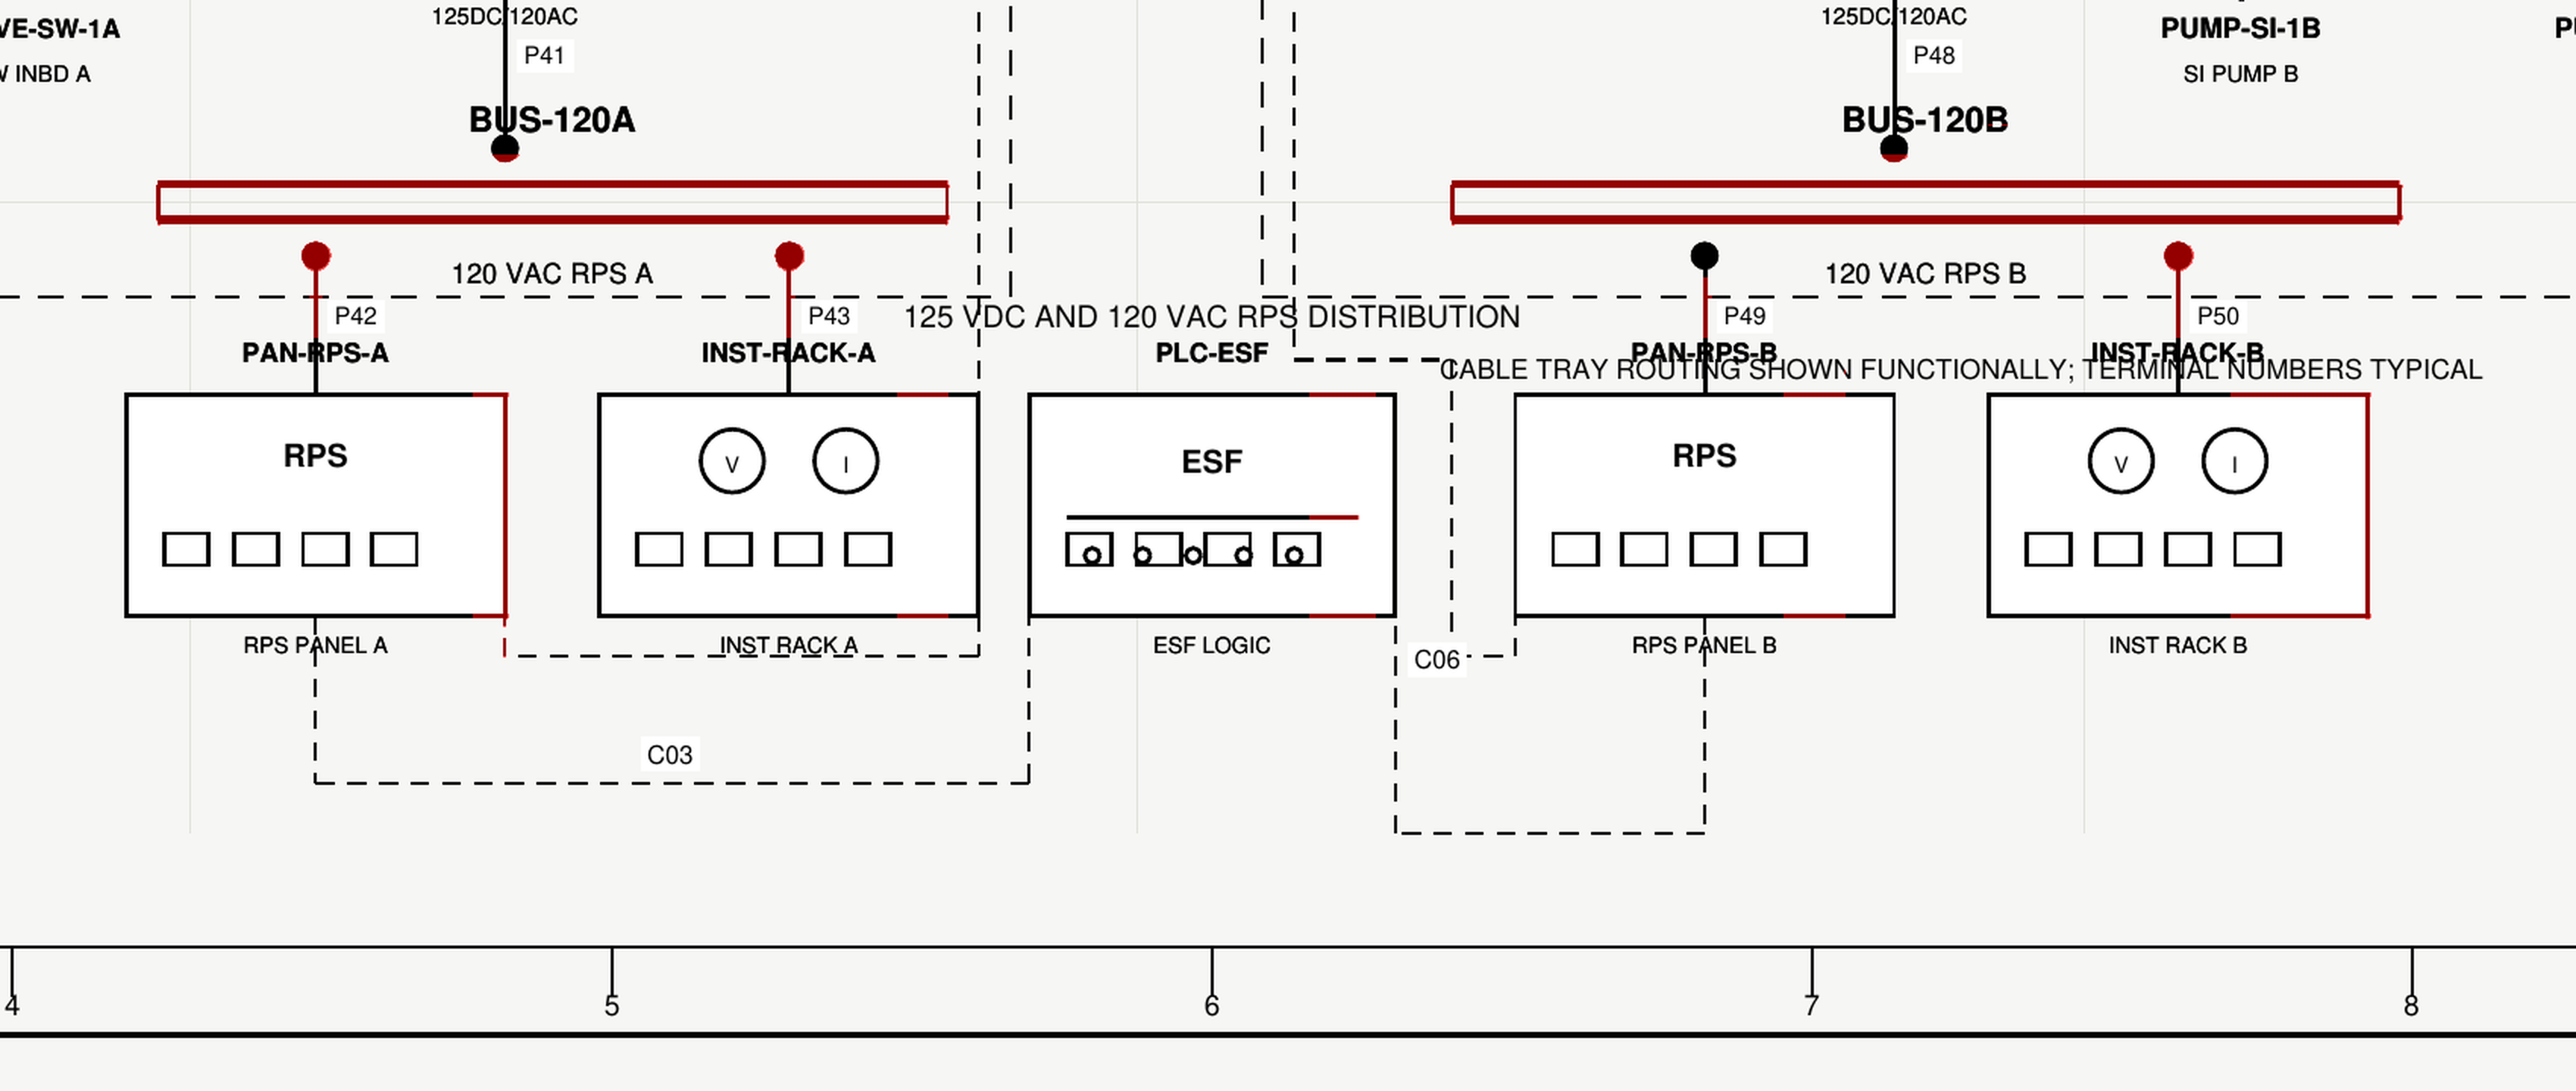 125DC/120AC
125DC/120AC
VE-SW-1A
PUMP-SI-1B
P41
P48
INBD A
SI PUMP B
BUS-120A
BUS-120B
120 VAC RPS A
120 VAC RPS B
P42
P43
125 VDC AND 120 VAC RPS DISTRIBUTION
P49
P50
PAN-RPS-A
INST-RACK-A
PLC-ESF
PAN-RPS-B
INST-RACK-B
CABLE TRAY ROUTING SHOWN FUNCTIONALLY; TERMINAL NUMBERS TYPICAL
RPS
V
I
ESF
RPS
V
I
RPS PANEL A
INST RACK A
ESF LOGIC
C06
RPS PANEL B
INST RACK B
C03
4
5
6
7
8